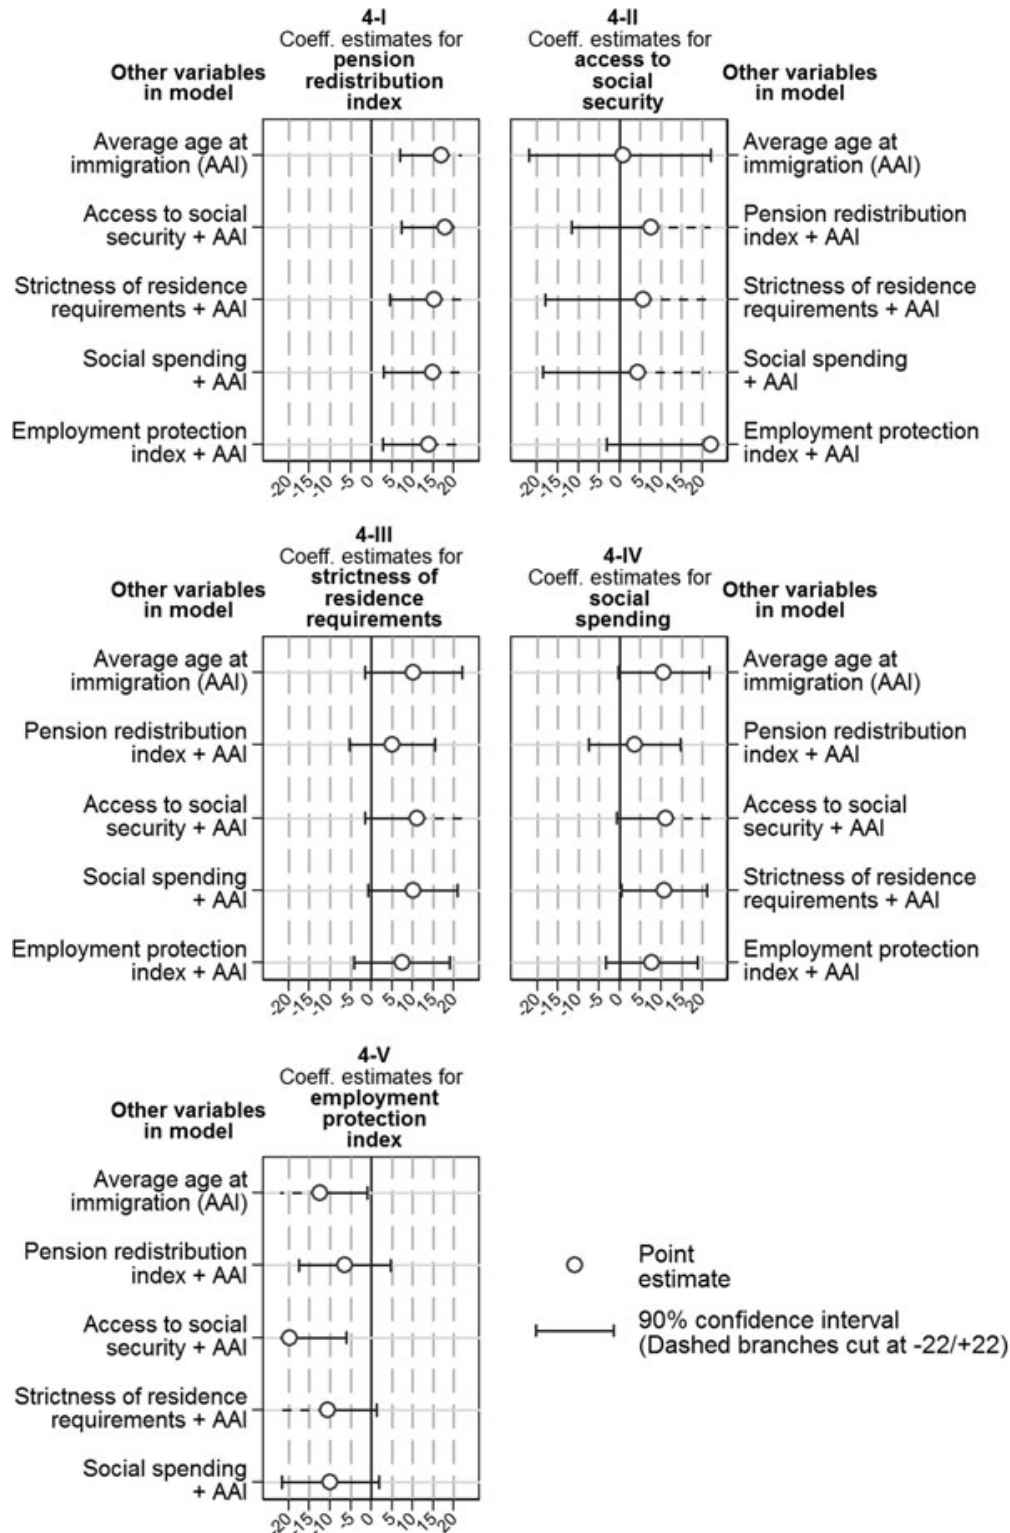 4-I
Coeff. estimates for
pension
redistribution
index
Other variables
in model
Average age at
immigration (AAI)
Access to social
security + AAI
Strictness of residence
requirements + AAI
Social spending
+ AAI
Employment protection
index + AAI
-20 -15 -10 -5 0 5 10 15 20
4-II
Coeff. estimates for
access to
social
security
Other variables
in model
Average age at
immigration (AAI)
Pension redistribution
index + AAI
Strictness of residence
requirements + AAI
Social spending
+ AAI
Employment protection
index + AAI
-20 -15 -10 -5 0 5 10 15 20
4-III
Coeff. estimates for
strictness of
residence
requirements
Other variables
in model
Average age at
immigration (AAI)
Pension redistribution
index + AAI
Access to social
security + AAI
Social spending
+ AAI
Employment protection
index + AAI
-20 -15 -10 -5 0 5 10 15 20
4-IV
Coeff. estimates for
social
spending
Other variables
in model
Average age at
immigration (AAI)
Pension redistribution
index + AAI
Access to social
security + AAI
Strictness of residence
requirements + AAI
Employment protection
index + AAI
-20 -15 -10 -5 0 5 10 15 20
4-V
Coeff. estimates for
employment
protection
index
Other variables
in model
Average age at
immigration (AAI)
Pension redistribution
index + AAI
Access to social
security + AAI
Strictness of residence
requirements + AAI
Social spending
+ AAI
-20 -15 -10 -5 0 5 10 15 20
Point
estimate
90% confidence interval
(Dashed branches cut at -22/+22)